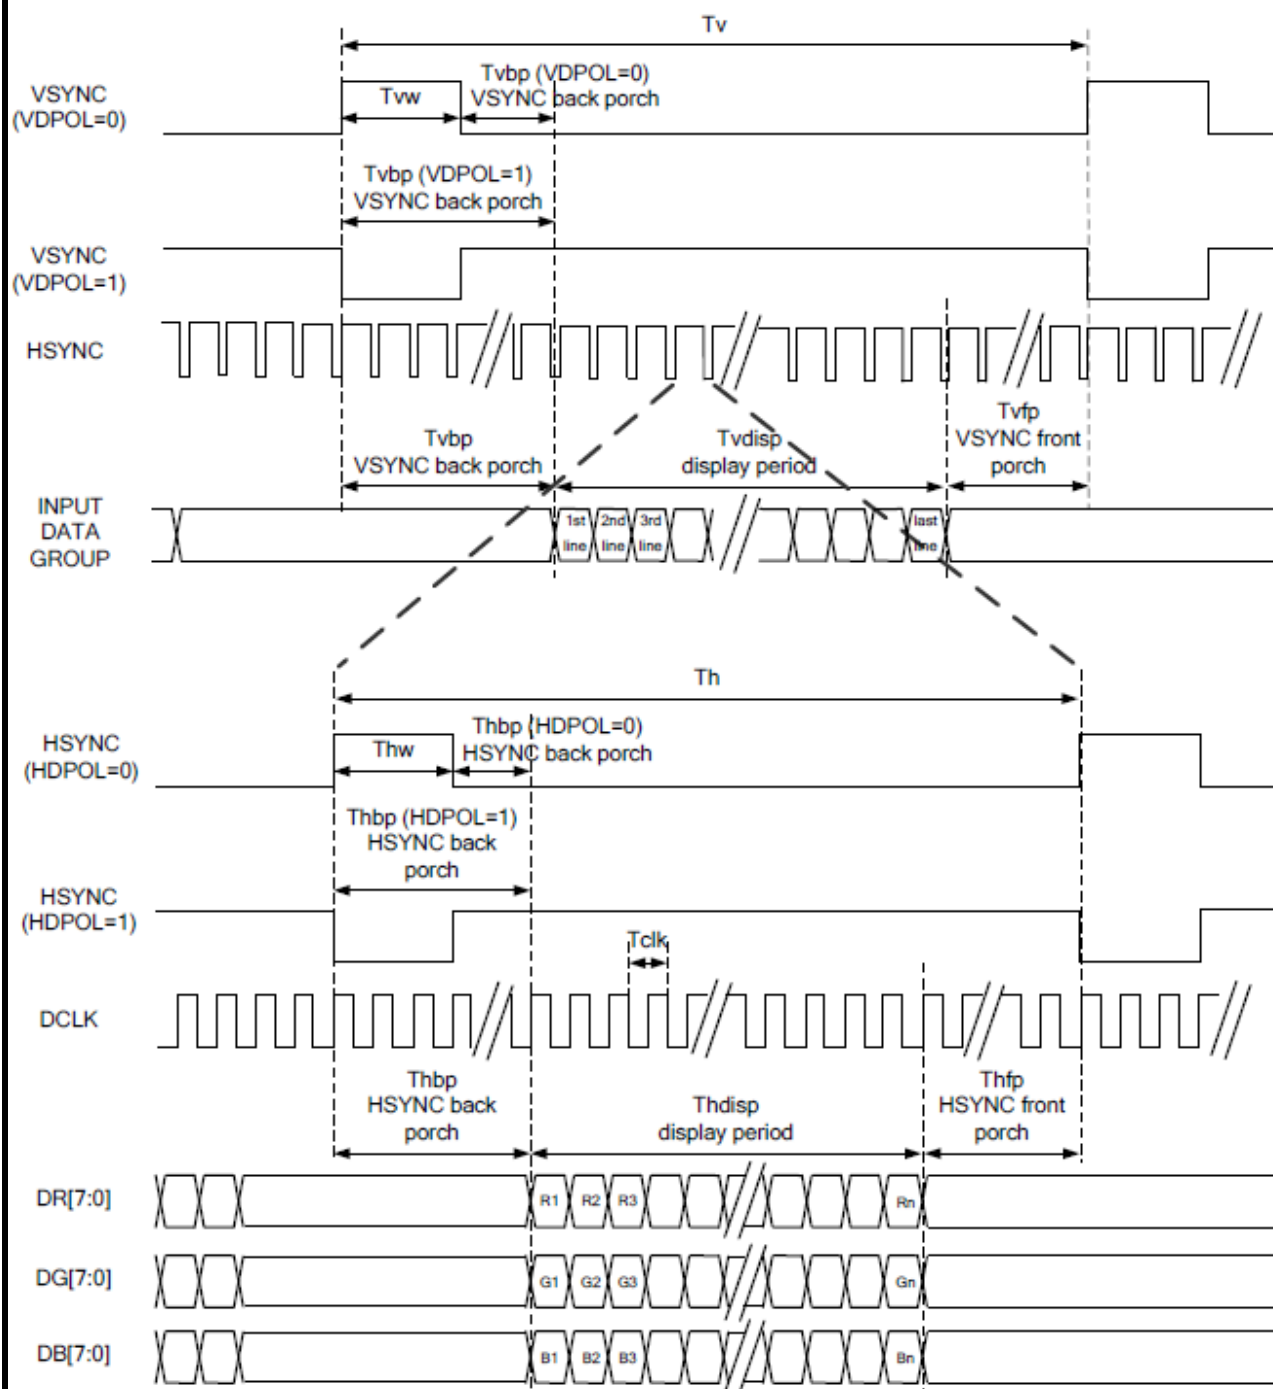 Tv
VSYNC
(VDPOL=0)
Tvw
Tvbp (VDPOL=0)
VSYNC back porch
Tvbp (VDPOL=1)
VSYNC back porch
VSYNC
(VDPOL=1)
HSYNC
Tvbp
VSYNC back porch
Tvdisp
display period
Tvfp
VSYNC front
porch
INPUT
DATA
GROUP
1st
line
2nd
line
3rd
line
last
line
Th
HSYNC
(HDPOL=0)
Thw
Thbp (HDPOL=0)
HSYNC back porch
Thbp (HDPOL=1)
HSYNC back
porch
HSYNC
(HDPOL=1)
Tclk
DCLK
Thbp
HSYNC back
porch
Thdisp
display period
Thfp
HSYNC front
porch
DR[7:0]
R1 R2 R3 Rn
DG[7:0]
G1 G2 G3 Gn
DB[7:0]
B1 B2 B3 Bn